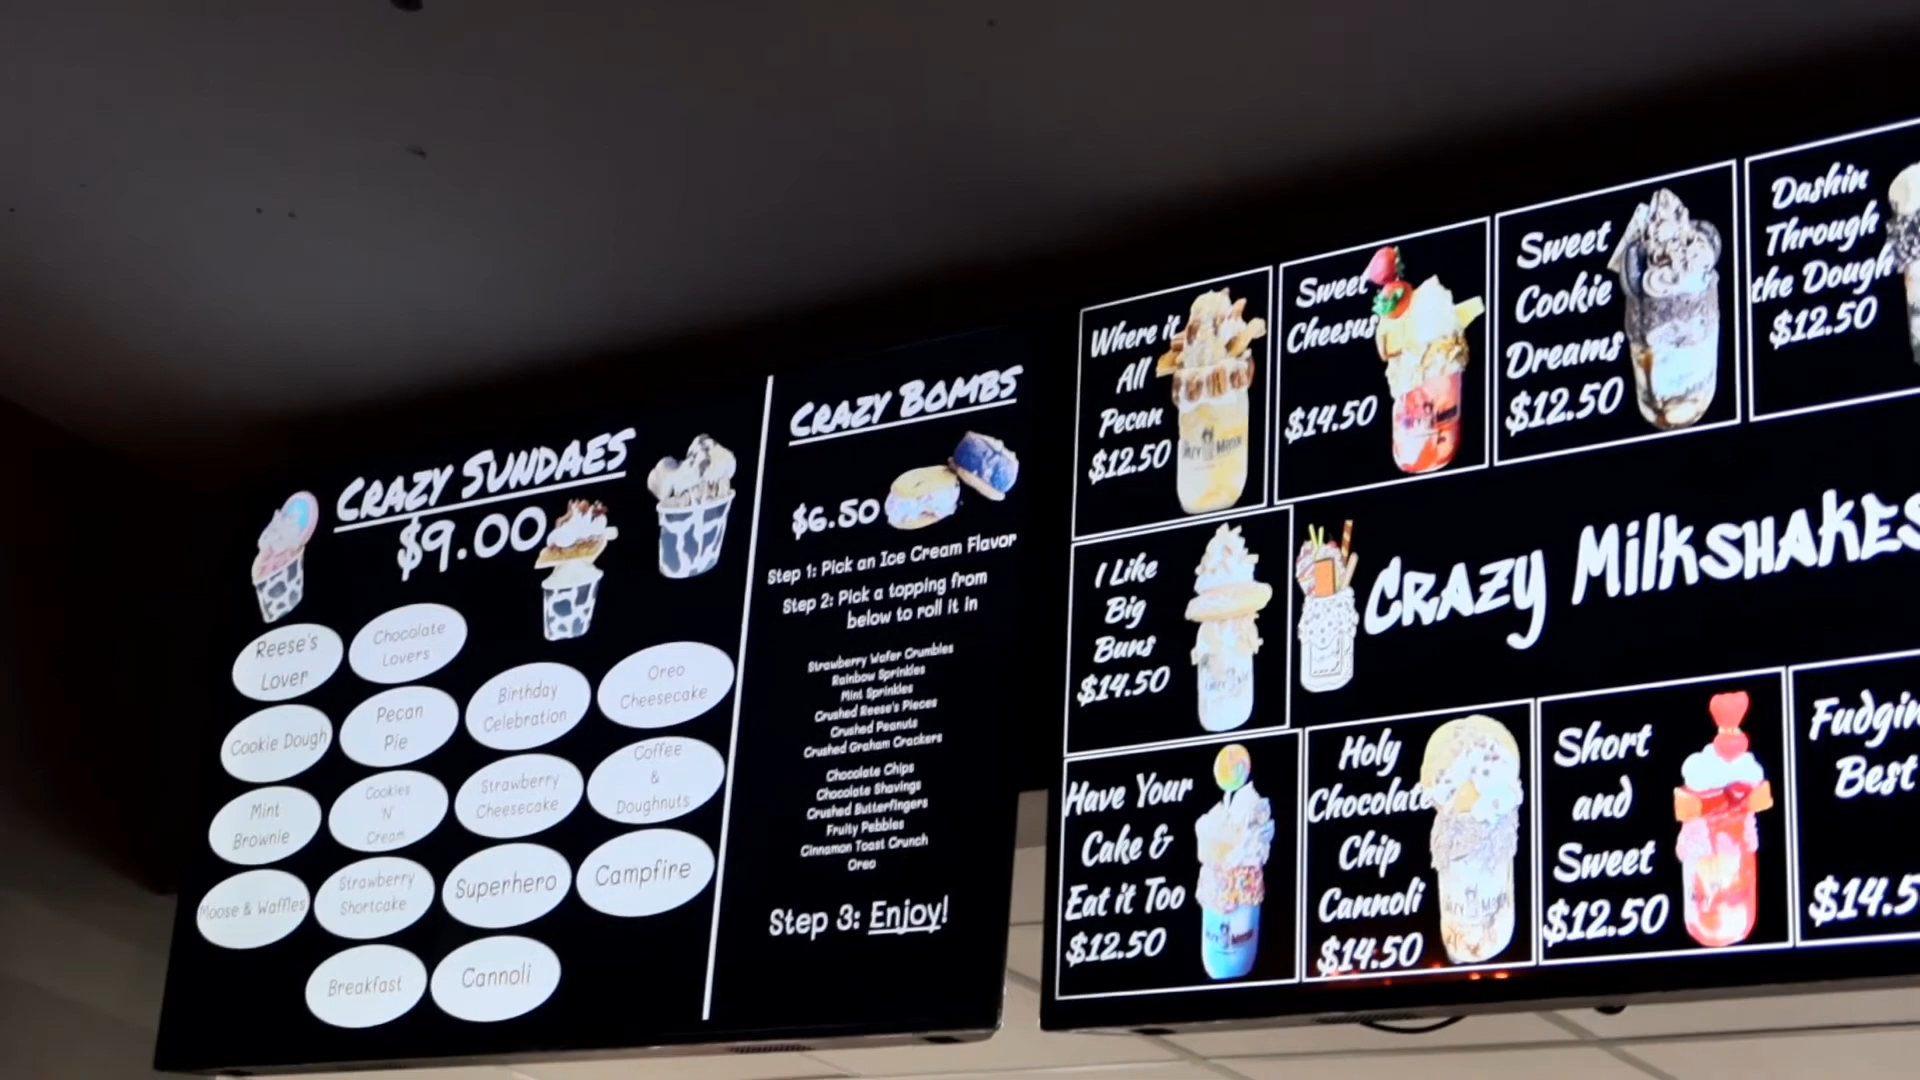 CRAZY SUNDAES
$9.00
Reese's
Lover
Chocolate
Lovers
Cookie Dough
Pecan
Pie
Birthday
Celebration
Oreo
Cheesecake
Mint
Brownie
Cookies
'N'
Cream
Strawberry
Cheesecake
Coffee
&
Doughnuts
Moose & Waffles
Strawberry
Shortcake
Superhero
Campfire
Breakfast
Cannoli
CRAZY BOMBS
$6.50
Step 1: Pick an Ice Cream Flavor
Step 2: Pick a topping from
below to roll it in
Strawberry Wafer Crumbles
Rainbow Sprinkles
Mint Sprinkles
Crushed Reese's Pieces
Crushed Peanuts
Crushed Graham Crackers
Chocolate Chips
Chocolate Shavings
Crushed Butterfingers
Fruity Pebbles
Cinnamon Toast Crunch
Oreo
Step 3: Enjoy!
Where it
All
Pecan
$12.50
Sweet
Cheesus
$14.50
Sweet
Cookie
Dreams
$12.50
Dashin
Through
the Dough
$12.50
I Like
Big
Buns
$14.50
CRAZY MilkSHAKES
Have Your
Cake &
Eat it Too
$12.50
Holy
Chocolate
Chip
Cannoli
$14.50
Short
and
Sweet
$12.50
Fudgin
Best
$14.5